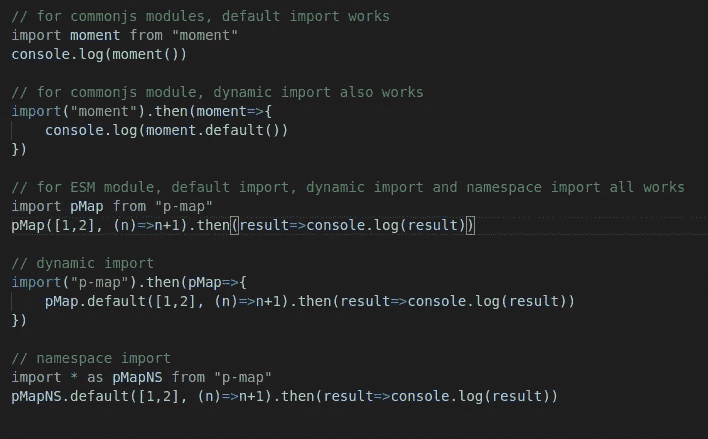 // for commonjs modules, default import works
import moment from "moment"
console.log(moment())
// for commonjs module, dynamic import also works
import("moment").then(moment=>{
console.log(moment.default())
})
// for ESM module, default import, dynamic import and namespace import all works
import pMap from "p-map"
pMap([1,2], (n)=>n+1).then(result=>console.log(result))
// dynamic import
import("p-map").then(pMap=>{
pMap.default([1,2], (n)=>n+1).then(result=>console.log(result))
})
// namespace import
import * as pMapNS from "p-map"
pMapNS.default([1,2], (n)=>n+1).then(result=>console.log(result))